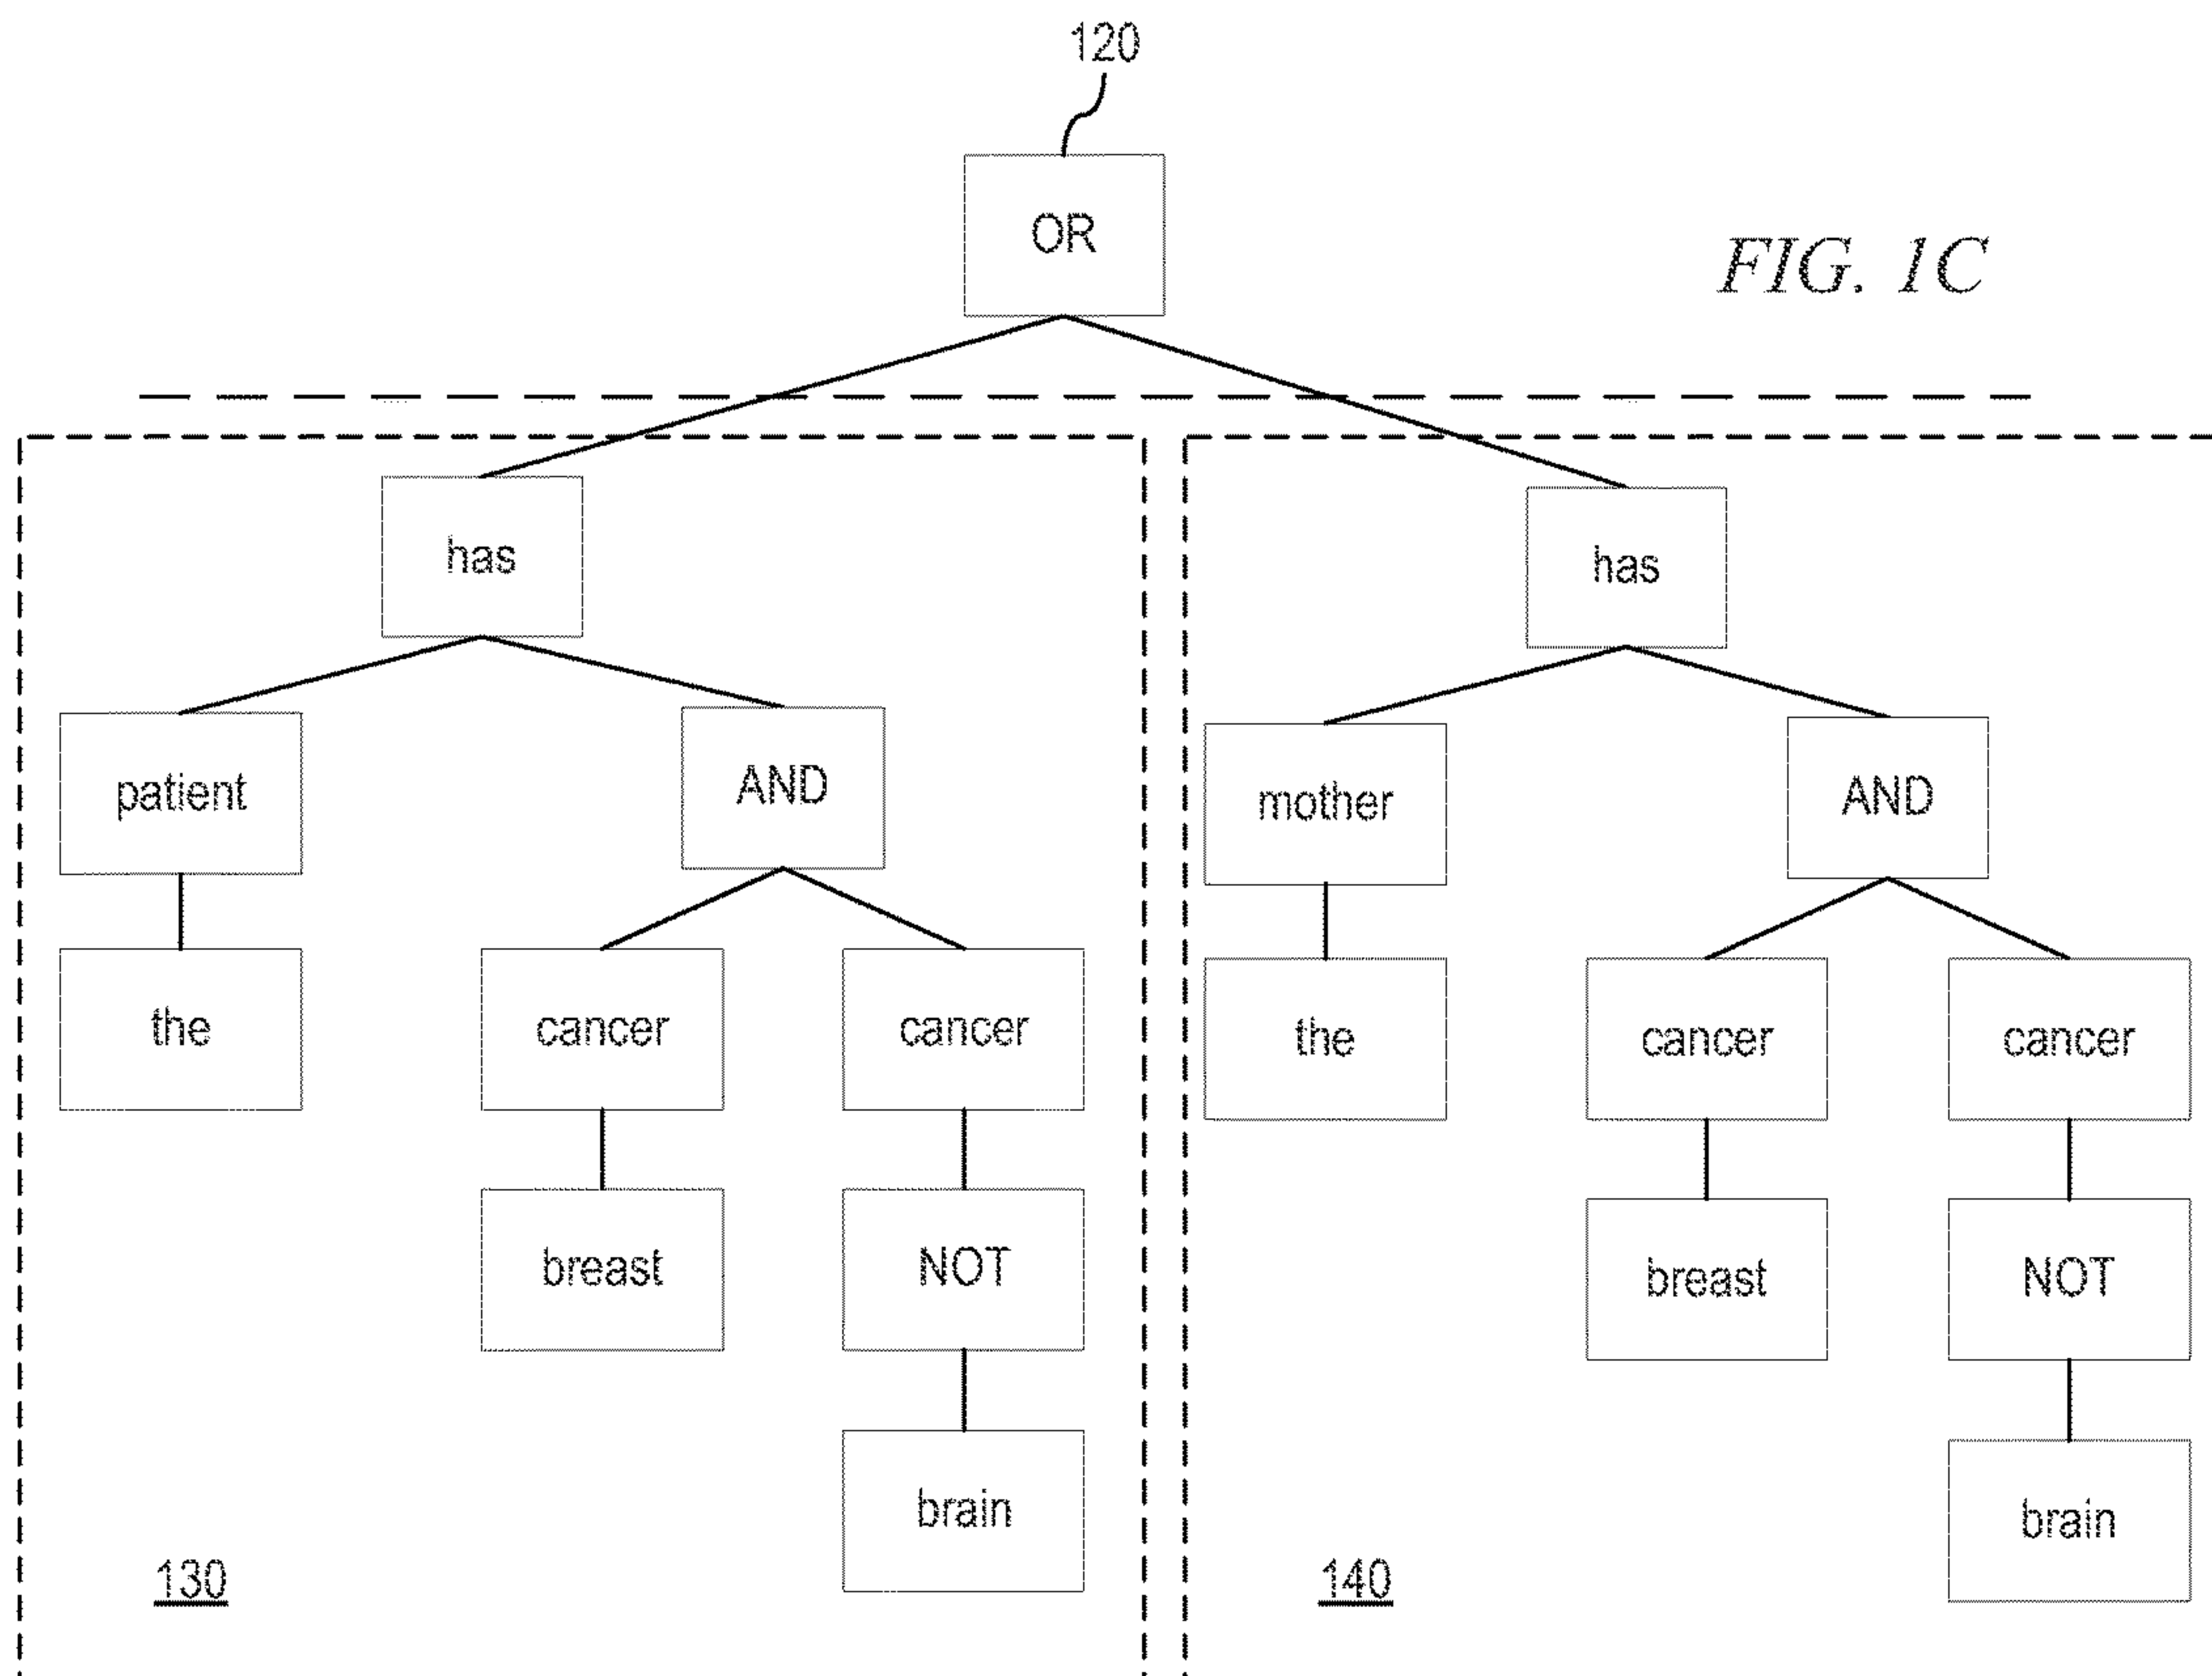 120
OR
FIG. 1C
has
has
patient
AND
mother
AND
the
cancer
cancer
the
cancer
cancer
breast
NOT
breast
NOT
brain
brain
130
140